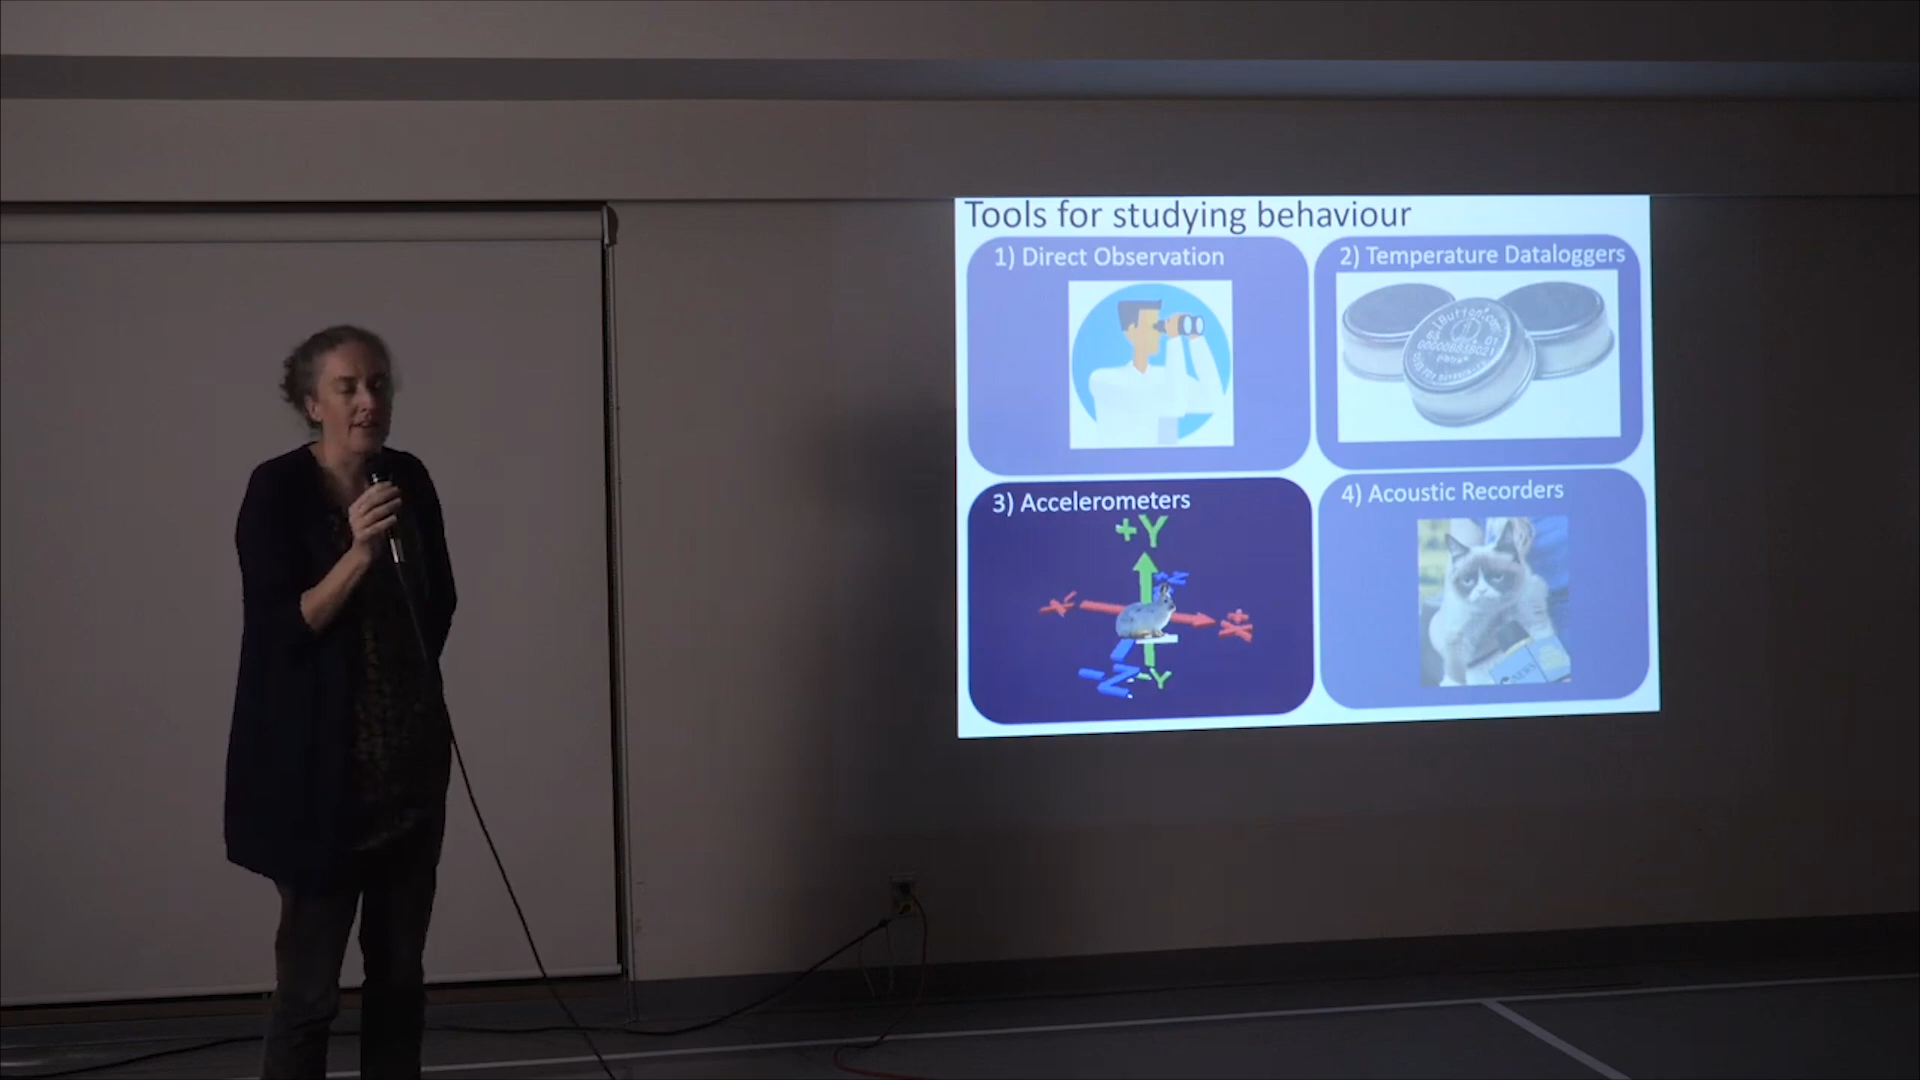 Tools for studying behaviour
1) Direct Observation
2) Temperature Dataloggers
3) Accelerometers
+Y
-X
+X
+Z
-Z
-Y
4) Acoustic Recorders